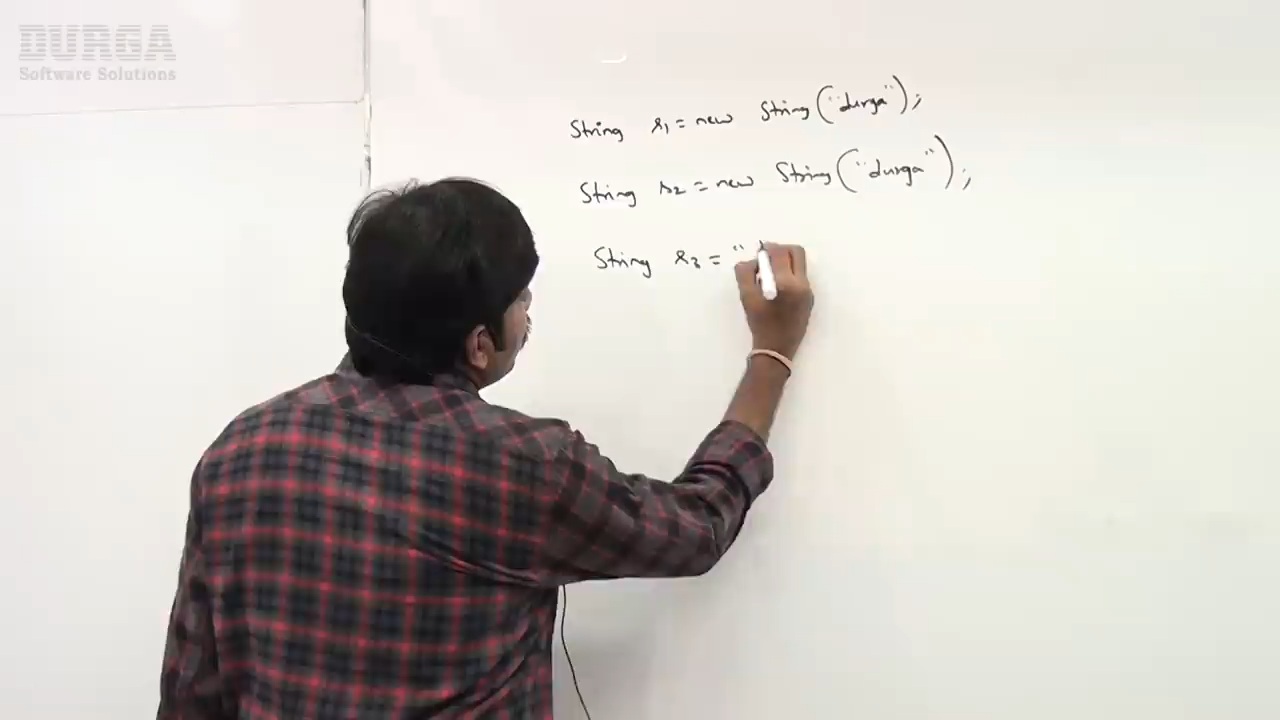 DURGA
Software Solutions
String s1 = new String("durga");
String s2 = new String("durga");
String s3 = "